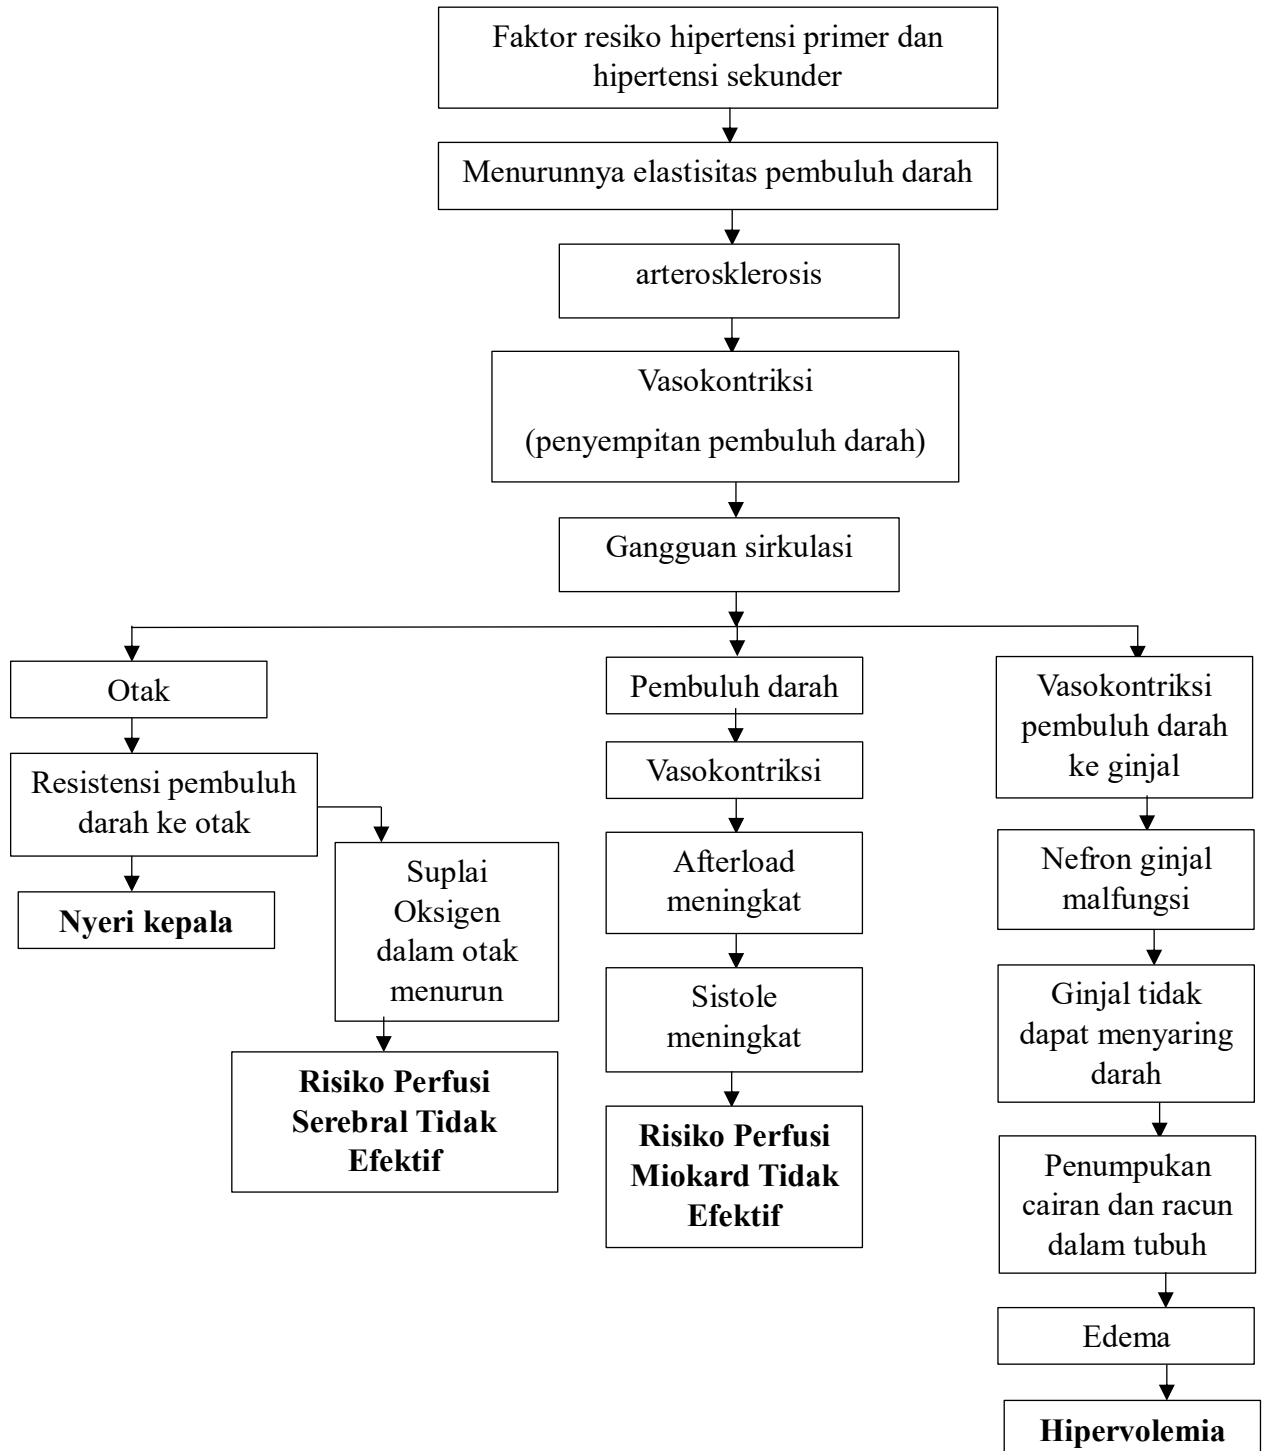 Faktor resiko hipertensi primer dan
hipertensi sekunder
Menurunnya elastisitas pembuluh darah
arterosklerosis
Vasokontriksi
(penyempitan pembuluh darah)
Gangguan sirkulasi
Otak
Resistensi pembuluh
darah ke otak
Nyeri kepala
Suplai
Oksigen
dalam otak
menurun
Risiko Perfusi
Serebral Tidak
Efektif
Pembuluh darah
Vasokontriksi
Afterload
meningkat
Sistole
meningkat
Risiko Perfusi
Miokard Tidak
Efektif
Vasokontriksi
pembuluh darah
ke ginjal
Nefron ginjal
malfungsi
Ginjal tidak
dapat menyaring
darah
Penumpukan
cairan dan racun
dalam tubuh
Edema
Hipervolemia